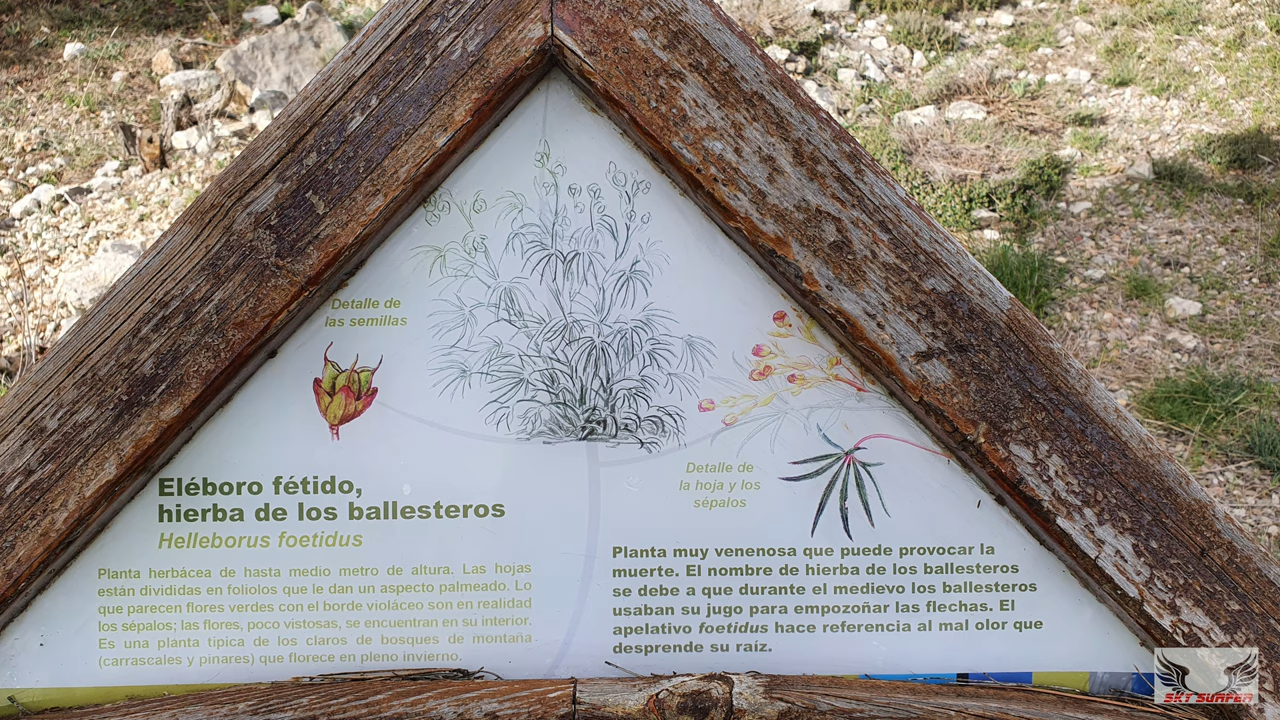 Detalle de
las semillas
Detalle de
la hoja y los
sépalos
Eléboro fétido,
hierba de los ballesteros
Helleborus foetidus
Planta herbácea de hasta medio metro de altura. Las hojas
están divididas en foliolos que le dan un aspecto palmeado. Lo
que parecen flores verdes con el borde violáceo son en realidad
los sépalos; las flores, poco vistosas, se encuentran en su interior.
Es una planta típica de los claros de bosques de montaña
(carrascales y pinares) que florece en pleno invierno.
Planta muy venenosa que puede provocar la
muerte. El nombre de hierba de los ballesteros
se debe a que durante el medievo los ballesteros
usaban su jugo para empozoñar las flechas. El
apelativo foetidus hace referencia al mal olor que
desprende su raíz.
SKY SURFER